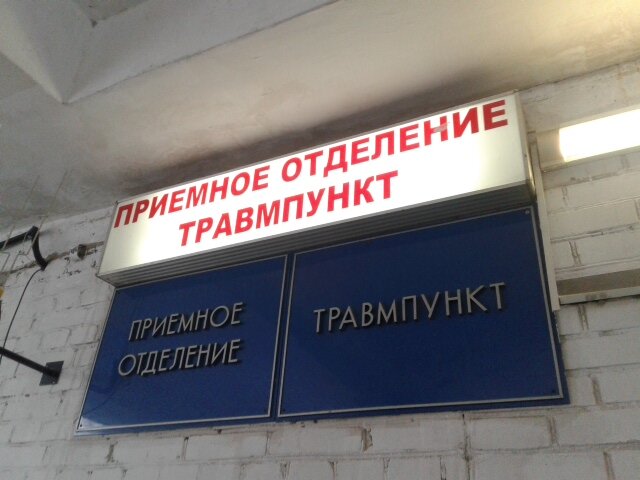 ПРИЕМНОЕ ОТДЕЛЕНИЕ
ТРАВМПУНКТ
ПРИЕМНОЕ
ОТДЕЛЕНИЕ
ТРАВМПУНКТ